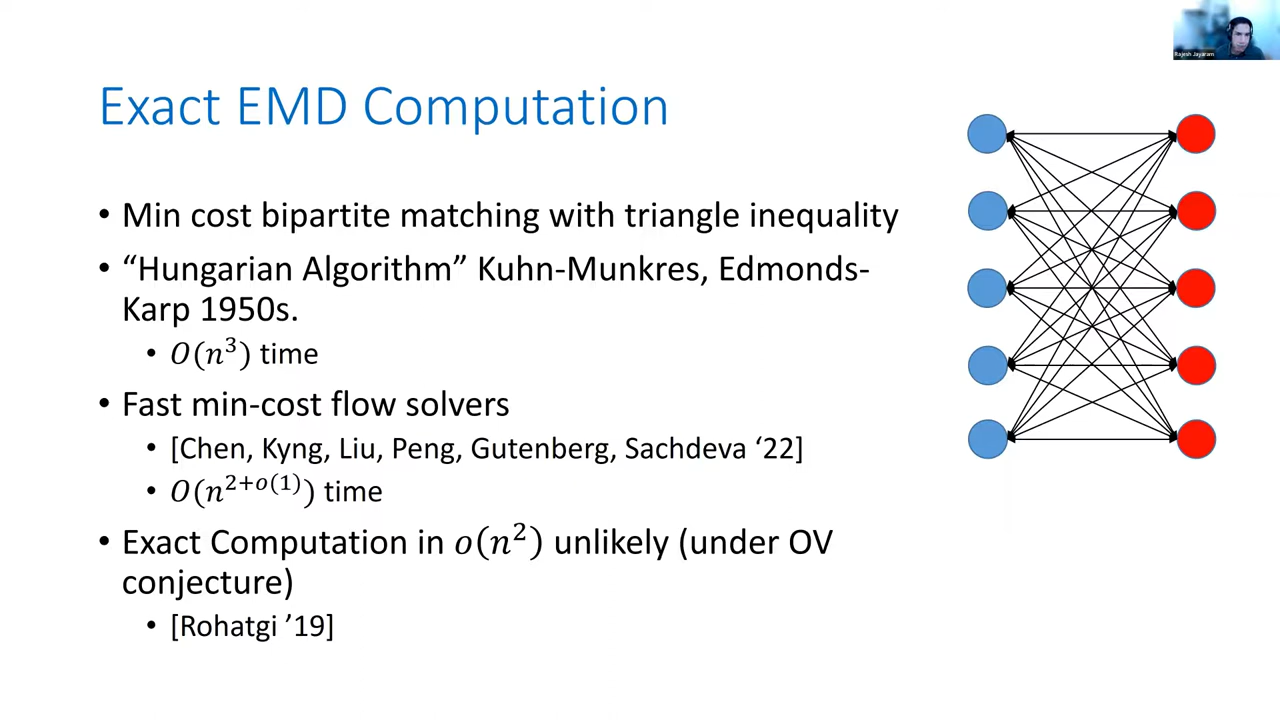 Rajesh Jayaram
Exact EMD Computation
• Min cost bipartite matching with triangle inequality
• “Hungarian Algorithm” Kuhn-Munkres, Edmonds-
Karp 1950s.
• O(n³) time
• Fast min-cost flow solvers
• [Chen, Kyng, Liu, Peng, Gutenberg, Sachdeva ‘22]
• O(n^{2+o(1)}) time
• Exact Computation in o(n²) unlikely (under OV
conjecture)
• [Rohatgi ’19]